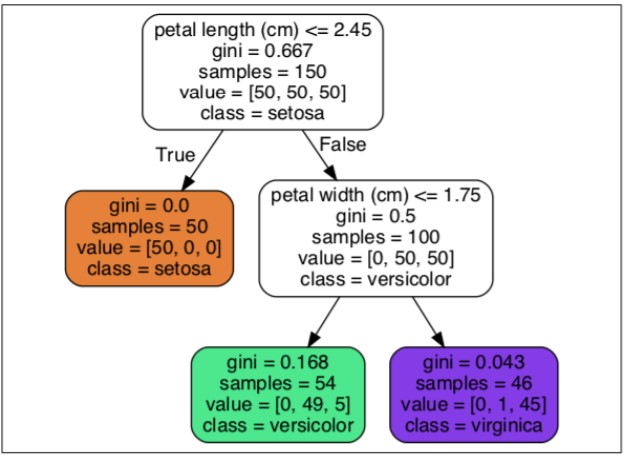 petal length (cm) <= 2.45
gini = 0.667
samples = 150
value = [50, 50, 50]
class = setosa
True
False
gini = 0.0
samples = 50
value = [50, 0, 0]
class = setosa
petal width (cm) <= 1.75
gini = 0.5
samples = 100
value = [0, 50, 50]
class = versicolor
gini = 0.168
samples = 54
value = [0, 49, 5]
class = versicolor
gini = 0.043
samples = 46
value = [0, 1, 45]
class = virginica